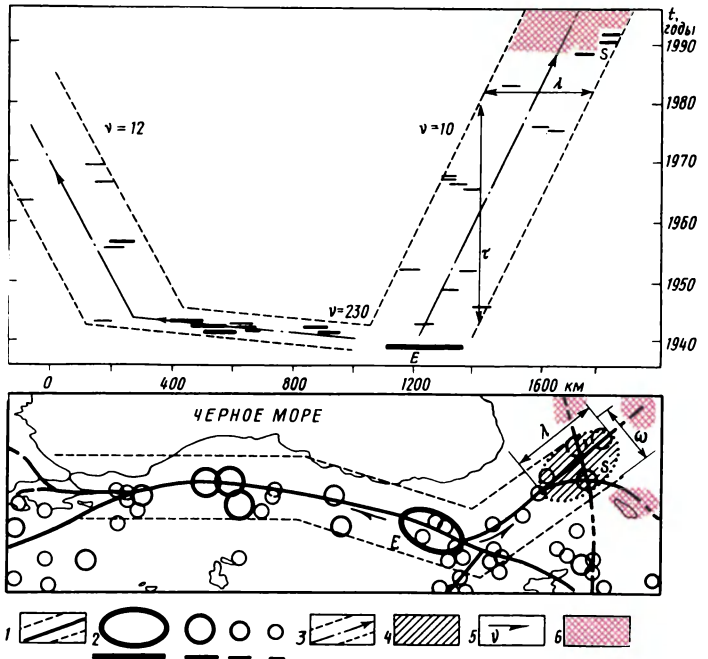 t,
годы
1990
S
λ
1980
ν=12
ν=10
1970
1960
τ
1950
ν=230
E
1940
0 400 800 1200 1600 км
ЧЕРНОЕ МОРЕ
λ
ω
S
E
1 2 3 4 5 ν 6